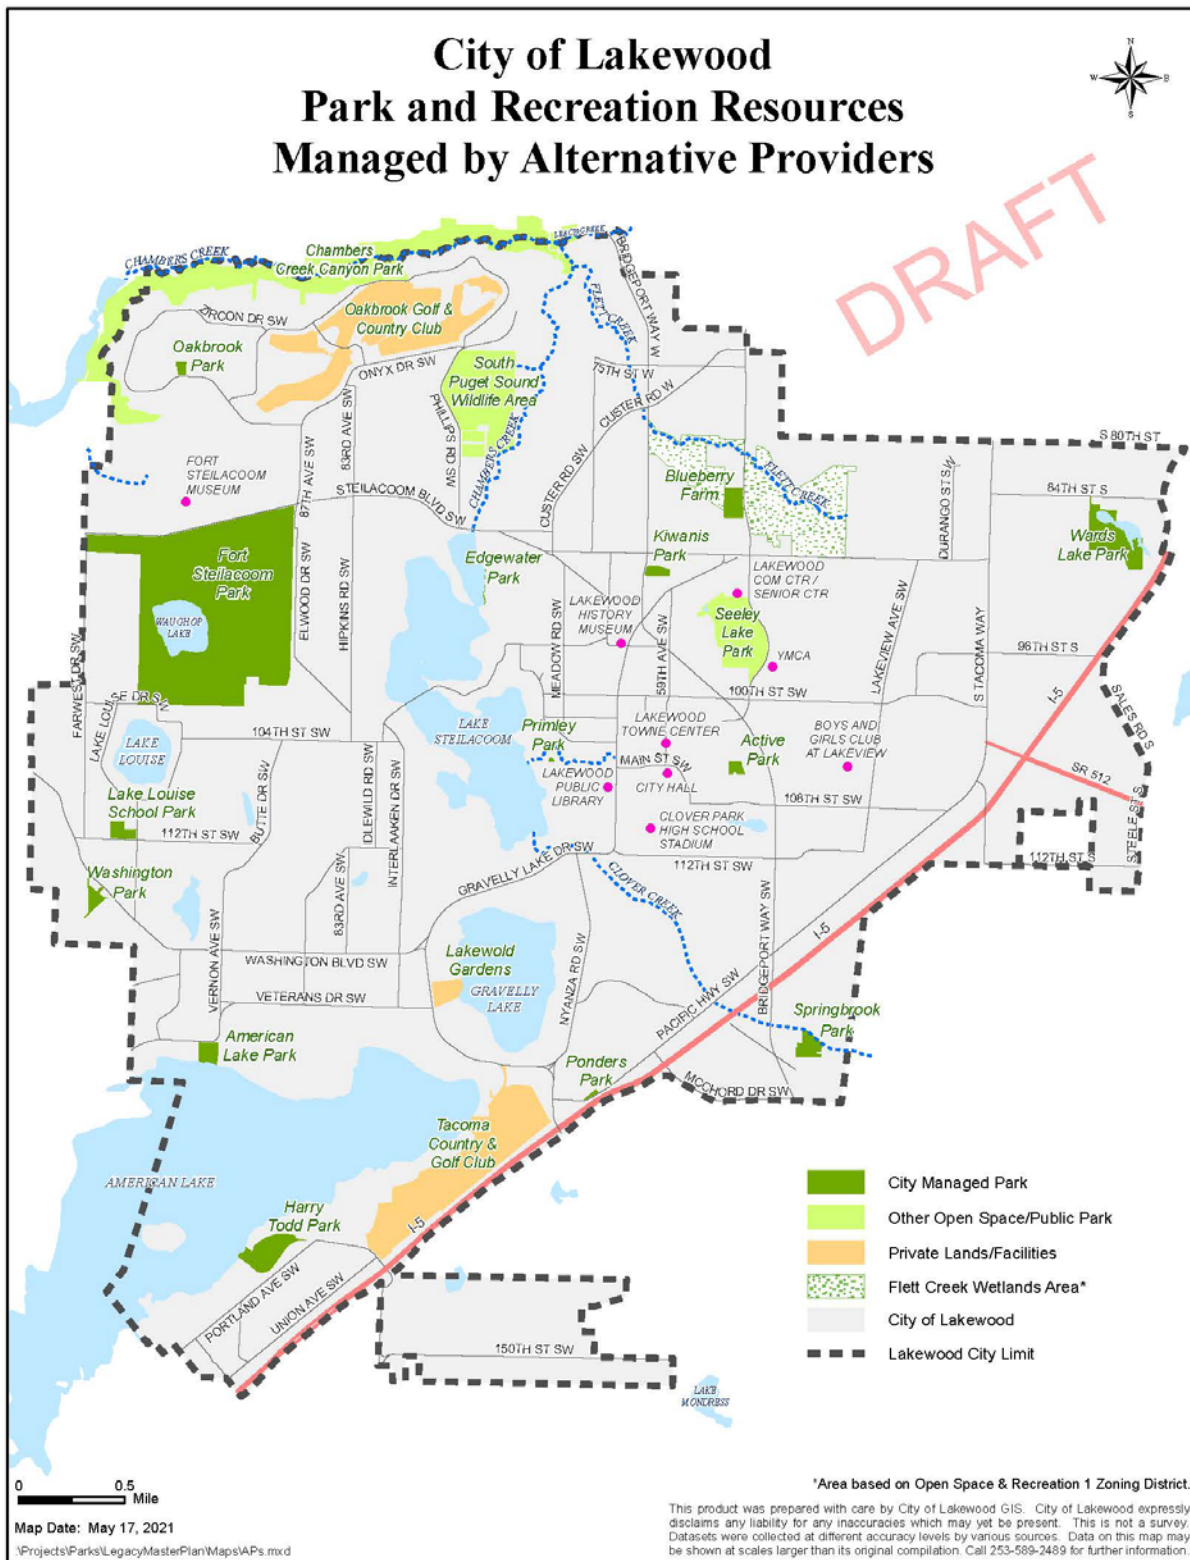 City of Lakewood
Park and Recreation Resources
Managed by Alternative Providers
N
W
E
S
DRAFT
CHAMBERS CREEK
Chambers
Creek Canyon Park
LEACH CREEK
BRIDGEPORT WAY W
FLETT CREEK
ZIRCON DR SW
Oakbrook Golf &
Country Club
Oakbrook
Park
ONYX DR SW
South
Puget Sound
Wildlife Area
75TH ST W
CUSTER RD W
83RD AVE SW
PHILLIPS RD SW
CHAMBERS CREEK
87TH AVE SW
CUSTER RD SW
S 80TH ST
FORT
STEILACOOM
MUSEUM
STEILACOOM BLVD SW
Blueberry
Farm
FLETT CREEK
DURANGO ST SW
84TH ST S
Wards
Lake Park
Fort
Steilacoom
Park
Kiwanis
Park
Edgewater
Park
LAKEWOOD
COM CTR /
SENIOR CTR
ELWOOD DR SW
HIPKINS RD SW
WAUGHOP
LAKE
LAKEWOOD
HISTORY
MUSEUM
Seeley
Lake
Park
MEADOW RD SW
59TH AVE SW
YMCA
LAKEVIEW AVE SW
S TACOMA WAY
96TH ST S
I-5
SALES RD S
FARWEST DR SW
LAKE LOUISE DR SW
100TH ST SW
LAKE
STEILACOOM
Primley
Park
LAKEWOOD
TOWNE CENTER
Active
Park
BOYS AND
GIRLS CLUB
AT LAKEVIEW
104TH ST SW
LAKE
LOUISE
MAIN ST SW
LAKEWOOD
PUBLIC
LIBRARY
CITY HALL
SR 512
108TH ST SW
STEELE ST S
Lake Louise
School Park
112TH ST SW
BUTTE DR SW
IDLEWILD RD SW
INTERLAAKEN DR SW
CLOVER PARK
HIGH SCHOOL
STADIUM
112TH ST SW
112TH ST S
GRAVELLY LAKE DR SW
CLOVER CREEK
Washington
Park
83RD AVE SW
VERNON AVE SW
WASHINGTON BLVD SW
VETERANS DR SW
Lakewold
Gardens
GRAVELLY
LAKE
NYANZA RD SW
PACIFIC HWY SW
I-5
BRIDGEPORT WAY SW
Springbrook
Park
American
Lake Park
Ponders
Park
MCCHORD DR SW
Tacoma
Country &
Golf Club
AMERICAN LAKE
Harry
Todd Park
I-5
PORTLAND AVE SW
UNION AVE SW
150TH ST SW
LAKE
MONDRESS
City Managed Park
Other Open Space/Public Park
Private Lands/Facilities
Flett Creek Wetlands Area*
City of Lakewood
Lakewood City Limit
0 0.5
Mile
Map Date: May 17, 2021
:\Projects\Parks\LegacyMasterPlan\Maps\APs.mxd
*Area based on Open Space & Recreation 1 Zoning District.
This product was prepared with care by City of Lakewood GIS. City of Lakewood expressly
disclaims any liability for any inaccuracies which may yet be present. This is not a survey.
Datasets were collected at different accuracy levels by various sources. Data on this map may
be shown at scales larger than its original compilation. Call 253-589-2489 for further information.